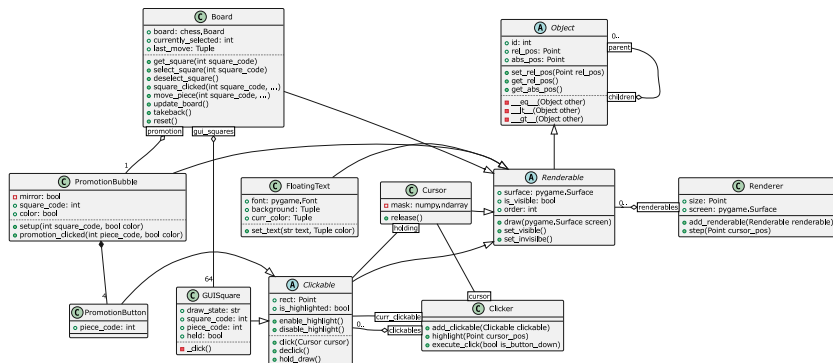 C Board
board: chess.Board
currently_selected: int
last_move: Tuple
get_square(int square_code)
select_square(int square_code)
deselect_square()
square_clicked(int square_code, ...)
move_piece(int square_code, ...)
update_board()
takeback()
reset()
promotion
gui_squares
A Object
id: int
rel_pos: Point
abs_pos: Point
set_rel_pos(Point rel_pos)
get_rel_pos()
get_abs_pos()
__eq__(Object other)
__lt__(Object other)
__gt__(Object other)
0..
parent
children
1
C PromotionBubble
mirror: bool
square_code: int
color: bool
setup(int square_code, bool color)
promotion_clicked(int piece_code, bool color)
C FloatingText
font: pygame.Font
background: Tuple
curr_color: Tuple
set_text(str text, Tuple color)
C Cursor
mask: numpy.ndarray
release()
holding
A Renderable
surface: pygame.Surface
is_visible: bool
order: int
draw(pygame.Surface screen)
set_visible()
set_invisilbe()
0..
renderables
C Renderer
size: Point
screen: pygame.Surface
add_renderable(Renderable renderable)
step(Point cursor_pos)
4
C PromotionButton
piece_code: int
64
C GUISquare
draw_state: str
square_code: int
piece_code: int
held: bool
_click()
A Clickable
rect: Point
is_highlighted: bool
enable_highlight()
disable_highlight()
click(Cursor cursor)
declick()
hold_draw()
curr_clickable
0..
clickables
cursor
C Clicker
add_clickable(Clickable clickable)
highlight(Point cursor_pos)
execute_click(bool is_button_down)